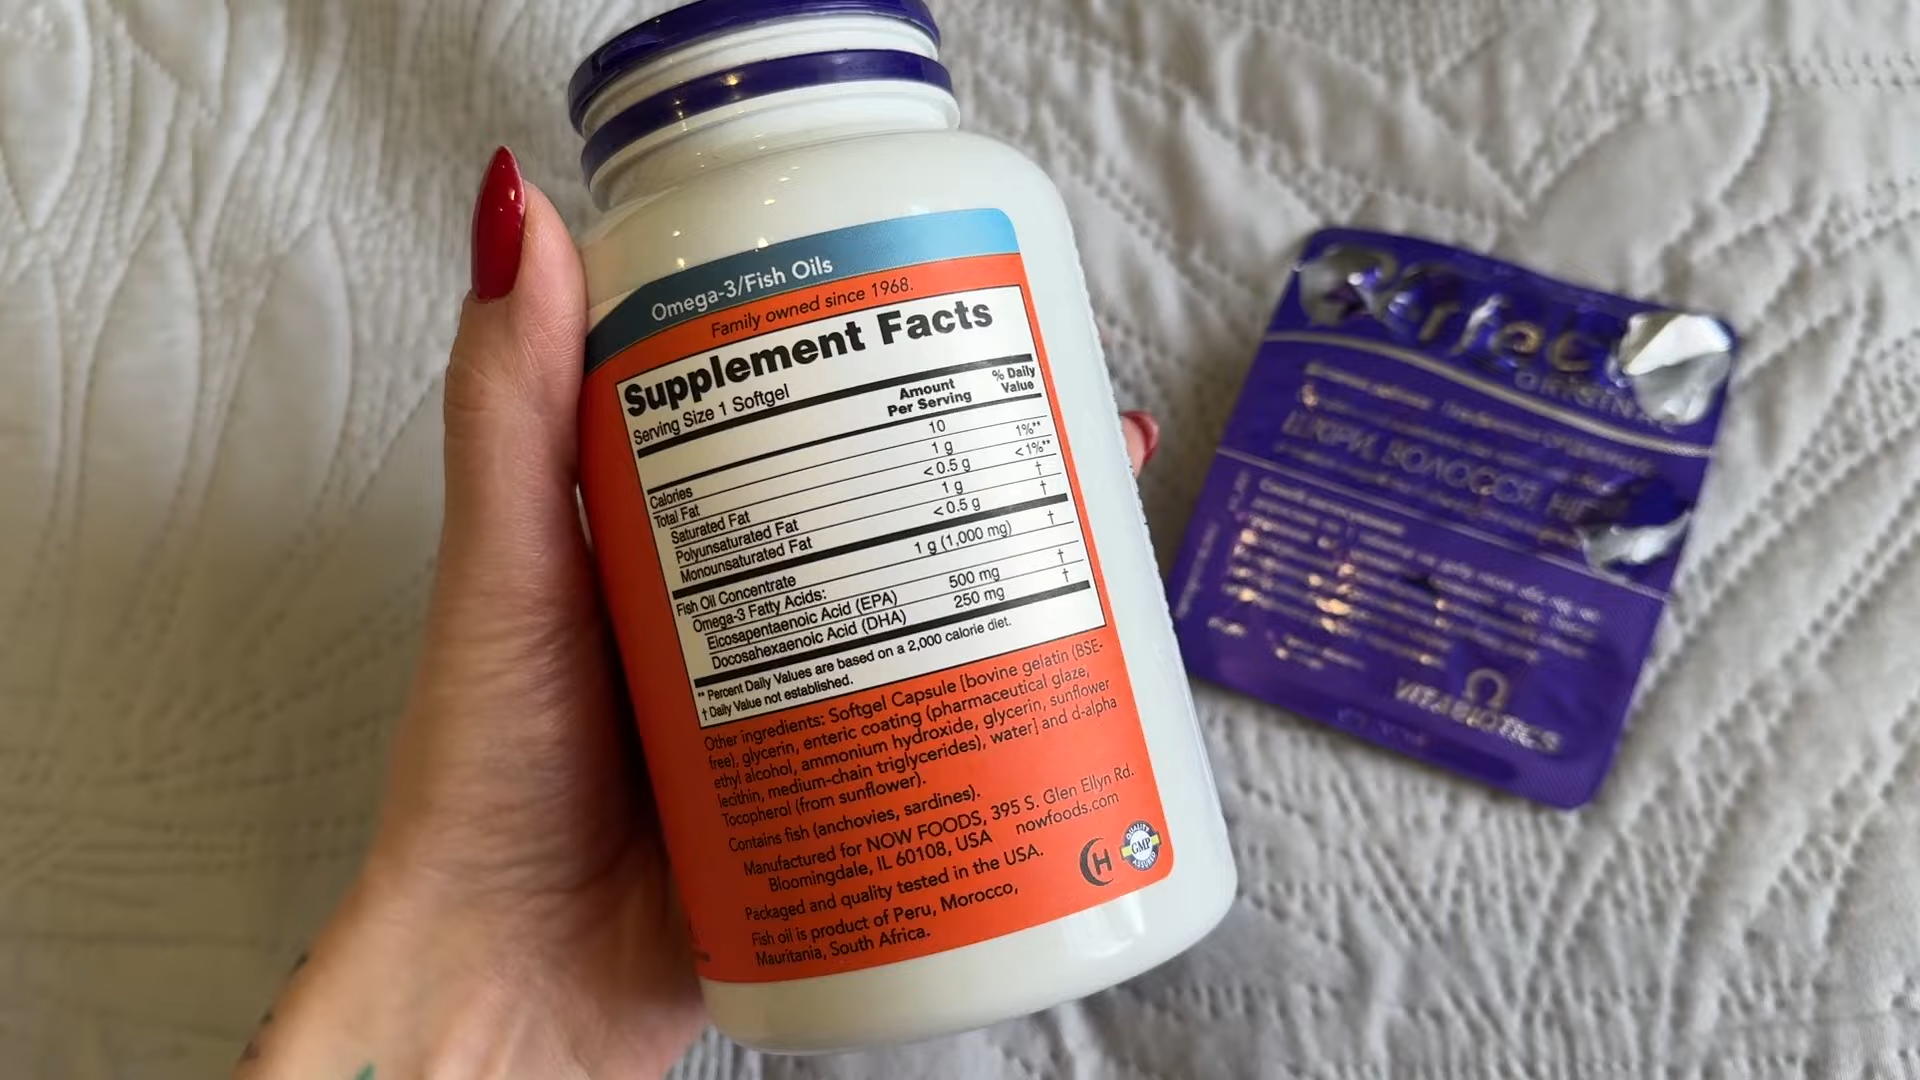 Omega-3/Fish Oils
Family owned since 1968.
Supplement Facts
Serving Size 1 Softgel
Amount Per Serving
% Daily Value
Calories 10
Total Fat 1 g 1%**
Saturated Fat <0.5 g <1%**
Polyunsaturated Fat 1 g †
Monounsaturated Fat <0.5 g †
Fish Oil Concentrate 1 g (1,000 mg) †
Omega-3 Fatty Acids:
Eicosapentaenoic Acid (EPA) 500 mg †
Docosahexaenoic Acid (DHA) 250 mg †
** Percent Daily Values are based on a 2,000 calorie diet.
† Daily Value not established.
Other ingredients: Softgel Capsule [bovine gelatin (BSE-
free), glycerin, enteric coating (pharmaceutical glaze,
ethyl alcohol, ammonium hydroxide, glycerin, sunflower
lecithin, medium-chain triglycerides), water] and d-alpha
Tocopherol (from sunflower).
Contains fish (anchovies, sardines).
Manufactured for NOW FOODS, 395 S. Glen Ellyn Rd.
Bloomingdale, IL 60108, USA nowfoods.com
Packaged and quality tested in the USA.
Fish oil is product of Peru, Morocco,
Mauritania, South Africa.
H
QUALITY
GMP
ASSURED
Perfect
ORIGINAL
ШКІРИ, ВОЛОССЯ,
VITABIOTICS